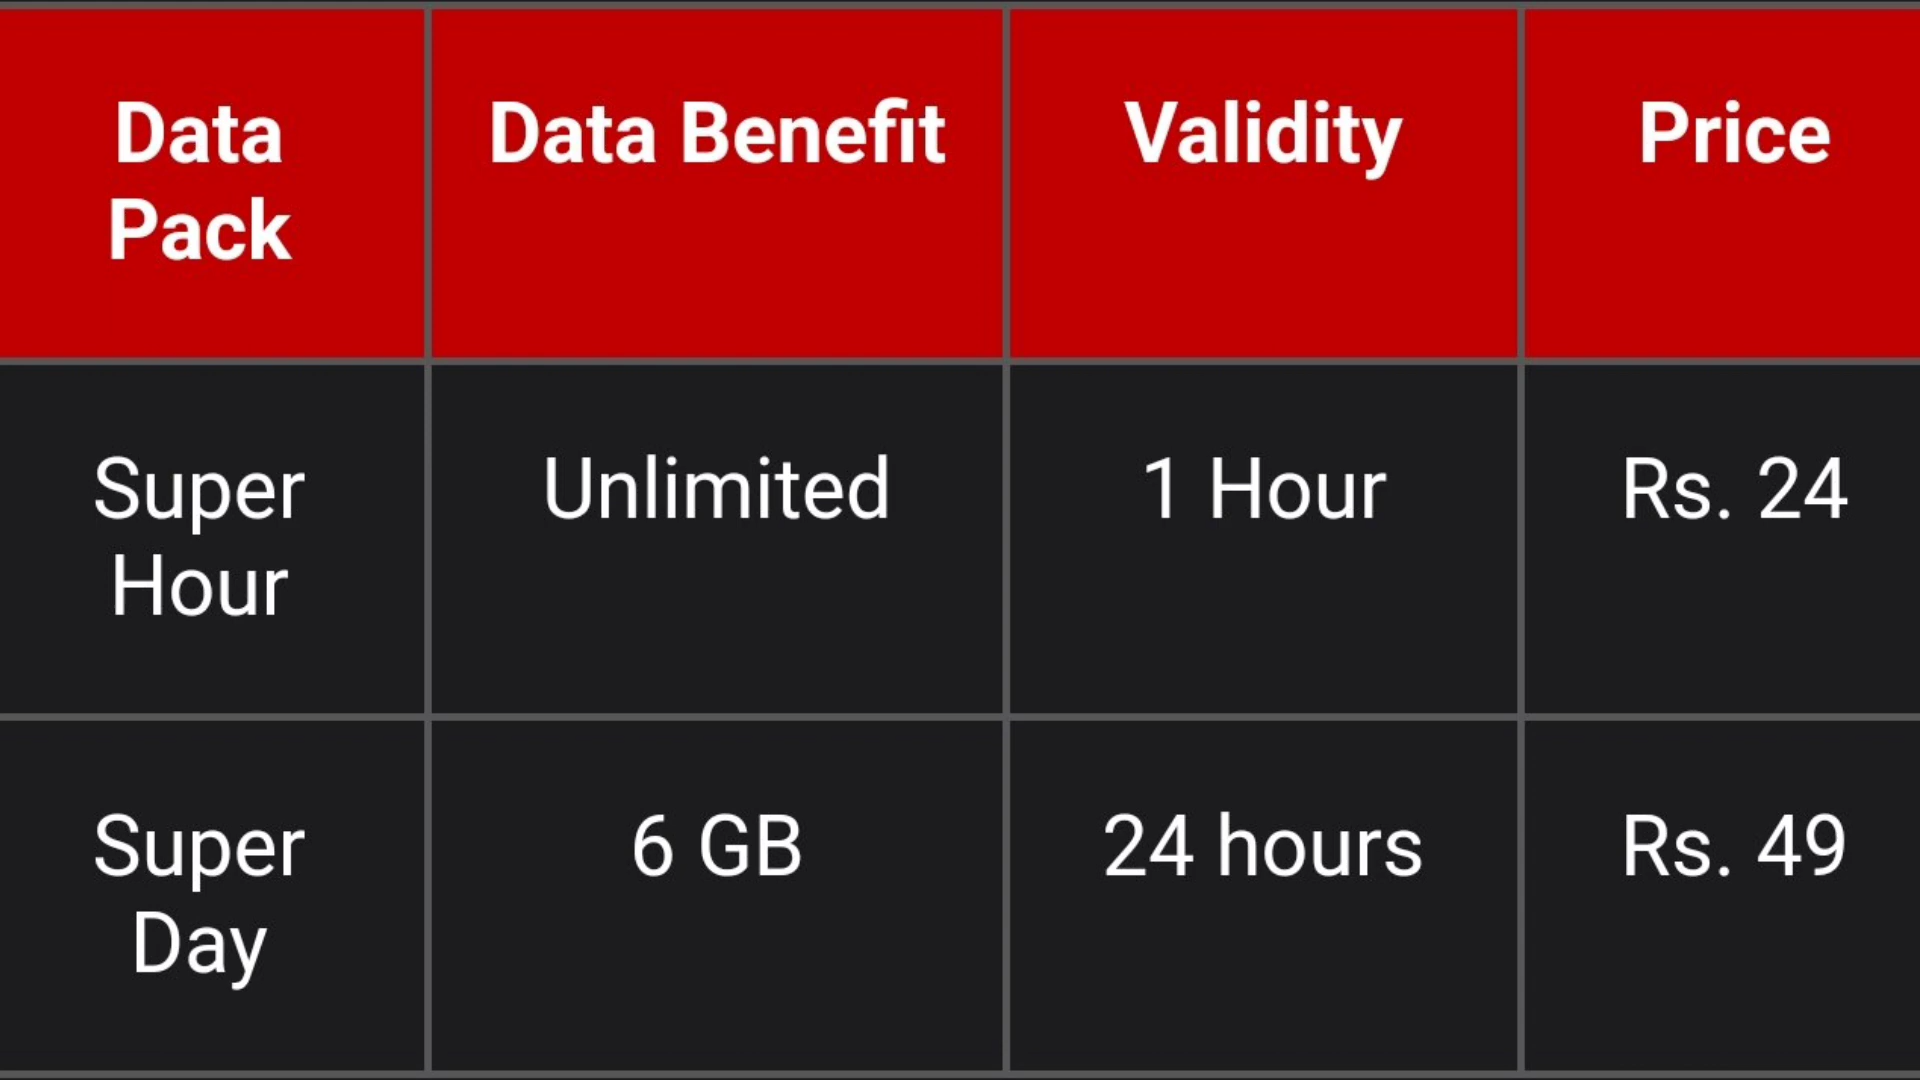 Data
Pack
Data Benefit
Validity
Price
Super
Hour
Unlimited
1 Hour
Rs. 24
Super
Day
6 GB
24 hours
Rs. 49